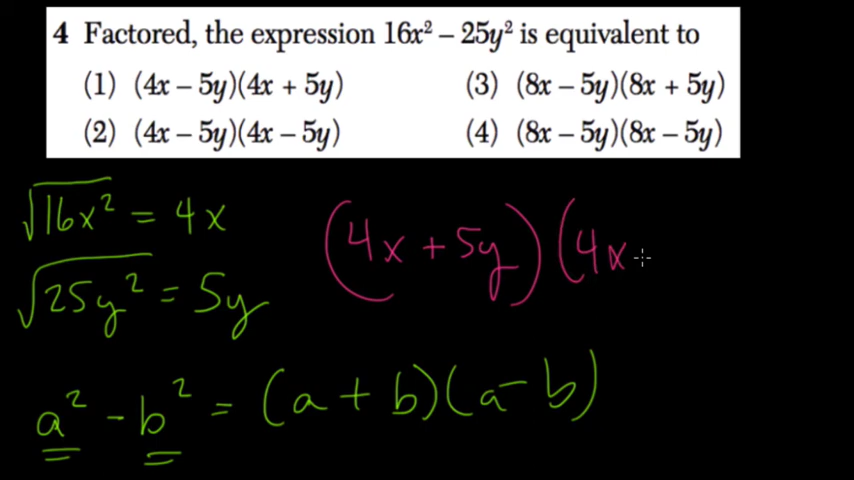 4 Factored, the expression 16x² – 25y² is equivalent to
(1) (4x – 5y)(4x + 5y) (3) (8x – 5y)(8x + 5y)
(2) (4x – 5y)(4x – 5y) (4) (8x – 5y)(8x – 5y)
√16x² = 4x
(4x + 5y)(4x
√25y² = 5y
a² - b² = (a + b)(a - b)